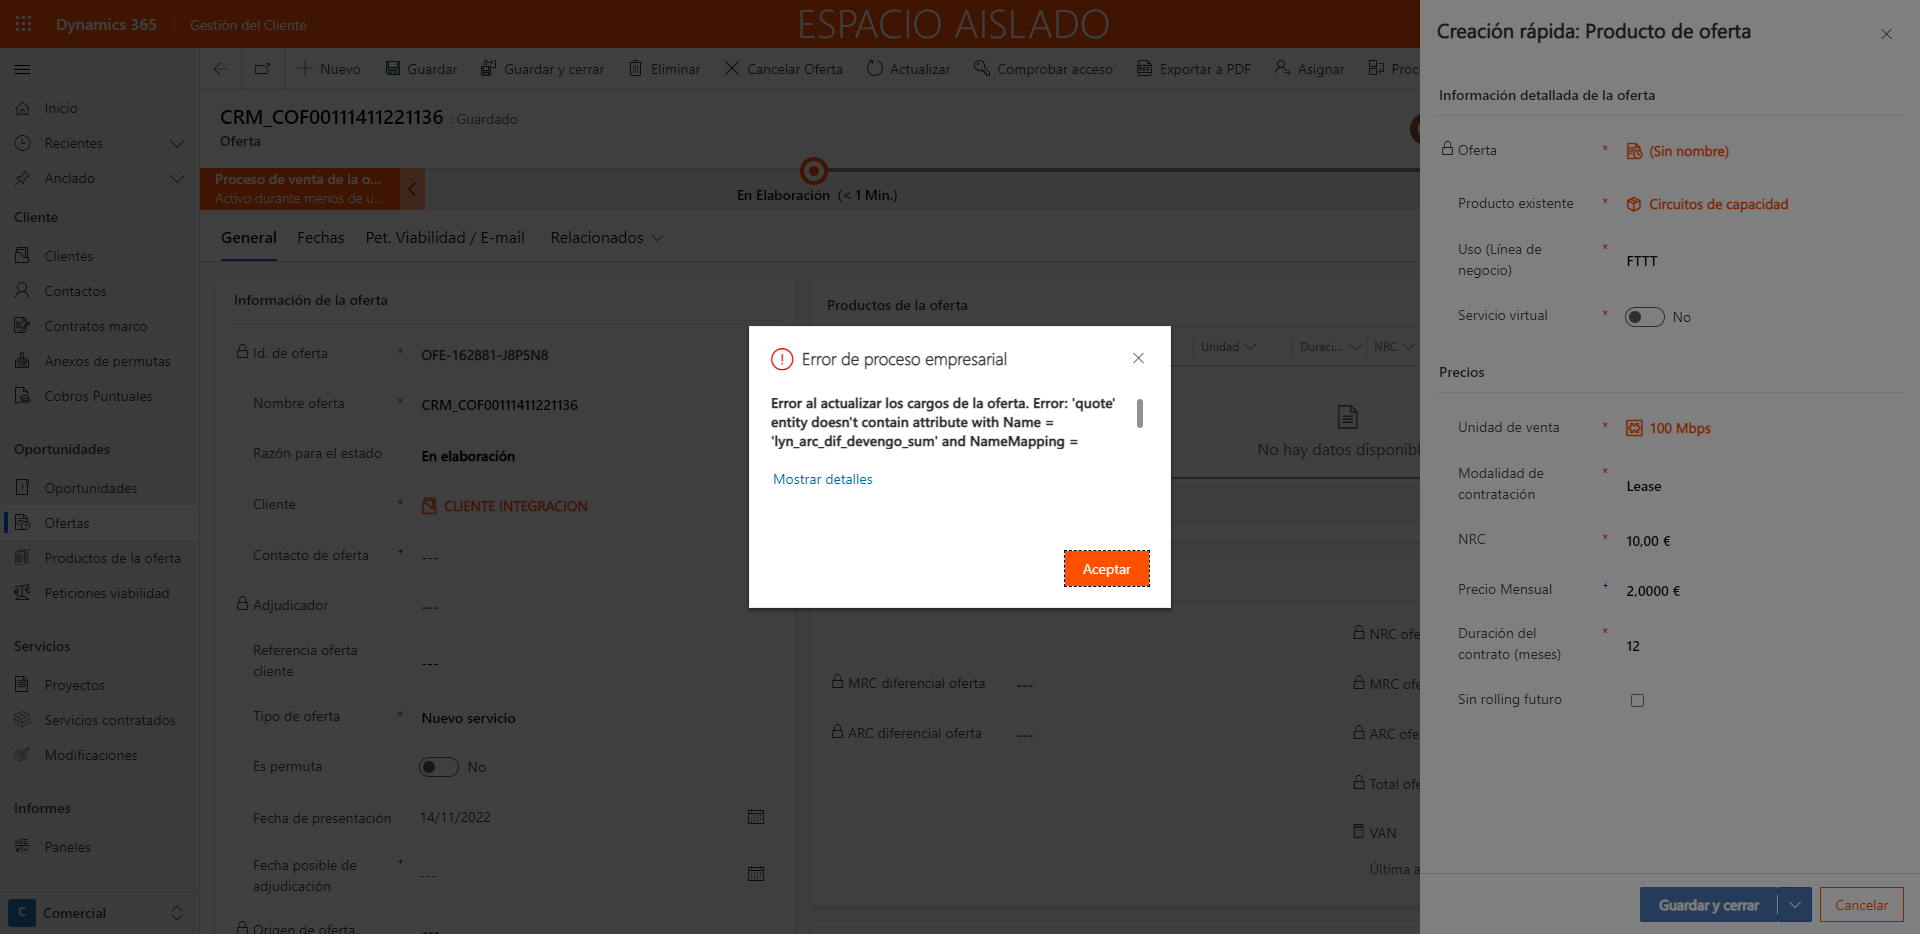 Dynamics 365
Gestión del Cliente
ESPACIO AISLADO
Nuevo
Guardar
Guardar y cerrar
Eliminar
Cancelar Oferta
Actualizar
Comprobar acceso
Exportar a PDF
Asignar
Proc
Inicio
Recientes
Anclado
Cliente
Clientes
Contactos
Contratos marco
Anexos de permutas
Cobros Puntuales
Oportunidades
Oportunidades
Ofertas
Productos de la oferta
Peticiones viabilidad
Servicios
Proyectos
Servicios contratados
Modificaciones
Informes
Paneles
C
Comercial
CRM_COF00111411221136 : Guardado
Oferta
Proceso de venta de la o...
Activo durante menos de u...
En Elaboración (< 1 Min.)
General
Fechas
Pet. Viabilidad / E-mail
Relacionados
Información de la oferta
Id. de oferta * OFE-162881-J8P5N8
Nombre oferta * CRM_COF00111411221136
Razón para el estado En elaboración
Cliente * CLIENTE INTEGRACION
Contacto de oferta + ---
Adjudicador ---
Referencia oferta
cliente ---
Tipo de oferta * Nuevo servicio
Es permuta No
Fecha de presentación 14/11/2022
Fecha posible de
adjudicación + ---
Origen de oferta ---
Productos de la oferta
Unidad
Duraci...
NRC
No hay datos disponibl
NRC ofe
MRC diferencial oferta ---
MRC ofe
ARC diferencial oferta ---
ARC ofe
Total ofe
VAN
Última a
Error de proceso empresarial
Error al actualizar los cargos de la oferta. Error: 'quote'
entity doesn't contain attribute with Name =
'lyn_arc_dif_devengo_sum' and NameMapping =
Mostrar detalles
Aceptar
Creación rápida: Producto de oferta
Información detallada de la oferta
Oferta * (Sin nombre)
Producto existente * Circuitos de capacidad
Uso (Línea de
negocio) * FTTT
Servicio virtual * No
Precios
Unidad de venta * 100 Mbps
Modalidad de
contratación * Lease
NRC * 10,00 €
Precio Mensual + 2,0000 €
Duración del
contrato (meses) * 12
Sin rolling futuro
Guardar y cerrar
Cancelar